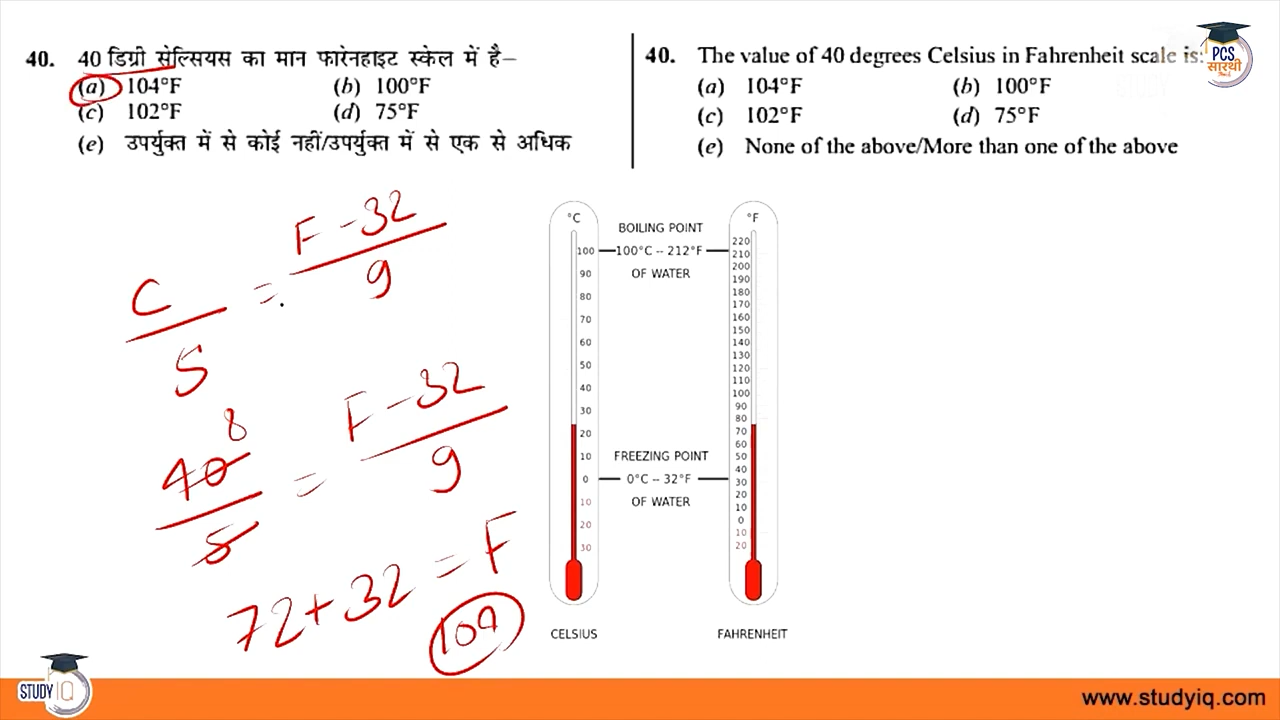 40. 40 डिग्री सेल्सियस का मान फारेनहाइट स्केल में है–
(a) 104°F (b) 100°F
(c) 102°F (d) 75°F
(e) उपर्युक्त में से कोई नहीं/उपर्युक्त में से एक से अधिक
40. The value of 40 degrees Celsius in Fahrenheit scale is:
(a) 104°F (b) 100°F
(c) 102°F (d) 75°F
(e) None of the above/More than one of the above
PCS
सारथी
C/5 = F-32/9
8
40/5 = F-32/9
72+32 = F
104
°C
100
90
80
70
60
50
40
30
20
10
0
10
20
30
CELSIUS
BOILING POINT
100°C -- 212°F
OF WATER
FREEZING POINT
0°C -- 32°F
OF WATER
°F
220
210
200
190
180
170
160
150
140
130
120
110
100
90
80
70
60
50
40
30
20
10
0
10
20
FAHRENHEIT
STUDY IQ
www.studyiq.com